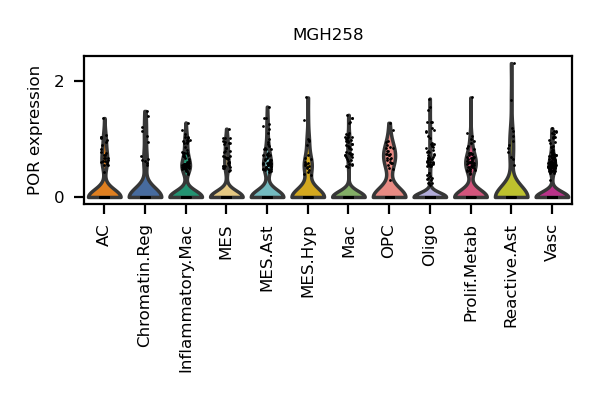 MGH258
POR expression
2
0
AC
Chromatin.Reg
Inflammatory.Mac
MES
MES.Ast
MES.Hyp
Mac
OPC
Oligo
Prolif.Metab
Reactive.Ast
Vasc